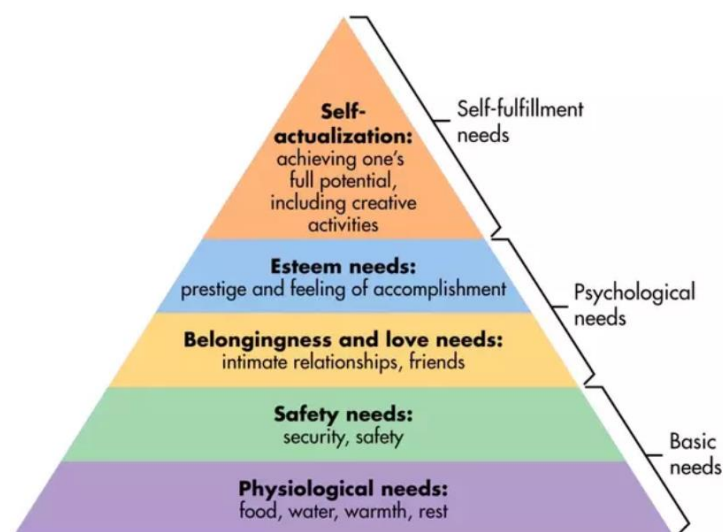 Self-
actualization:
achieving one's
full potential,
including creative
activities
Self-fulfillment
needs
Esteem needs:
prestige and feeling of accomplishment
Psychological
needs
Belongingness and love needs:
intimate relationships, friends
Safety needs:
security, safety
Basic
needs
Physiological needs:
food, water, warmth, rest